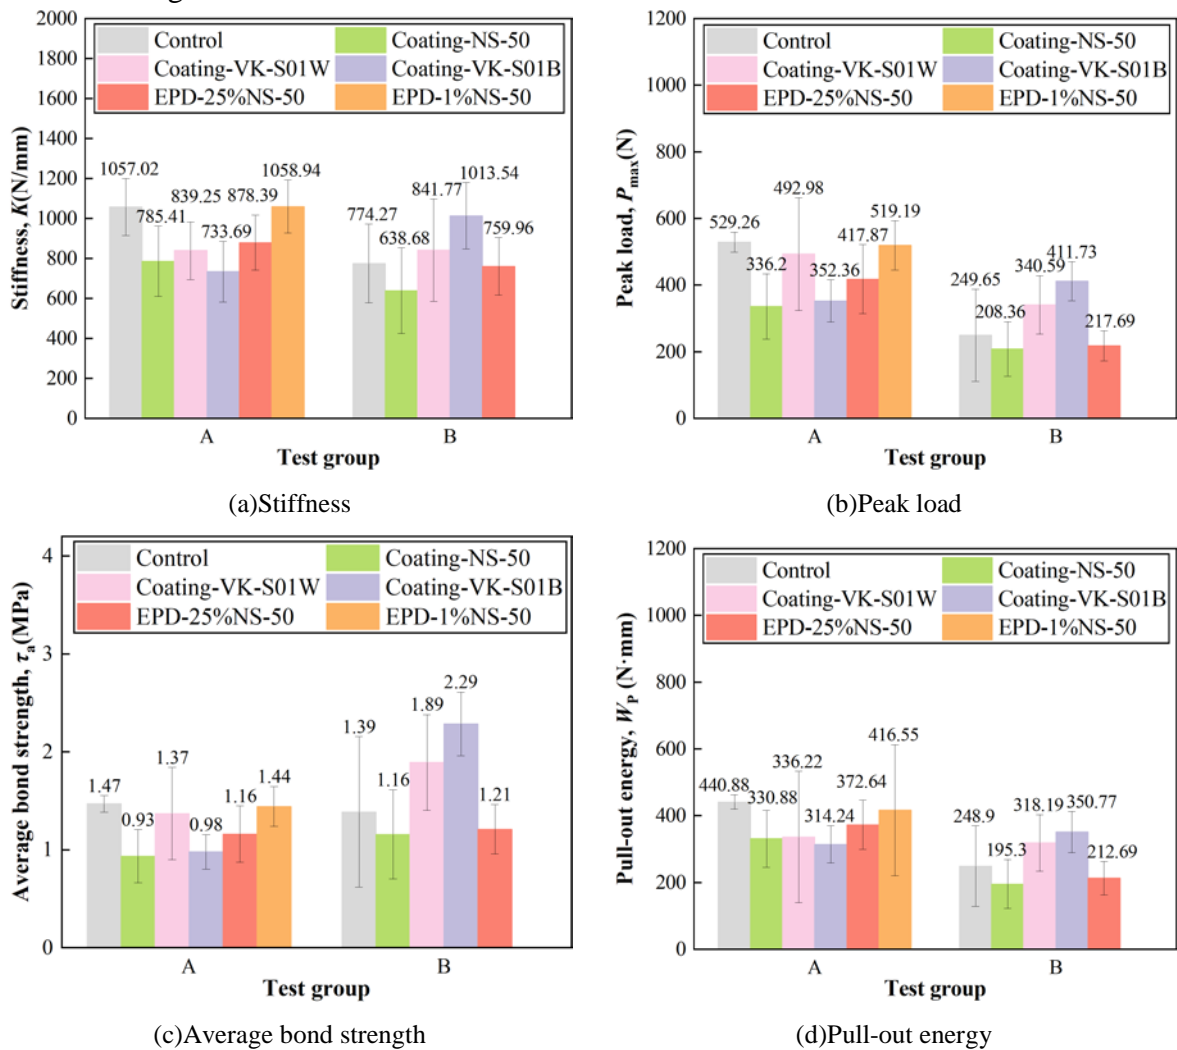 2000
1800
1600
1400
1200
1000
800
600
400
200
0
Stiffness, K(N/mm)
Control
Coating-NS-50
Coating-VK-S01W
Coating-VK-S01B
EPD-25%NS-50
EPD-1%NS-50
1057.02
785.41
839.25
733.69
878.39
1058.94
774.27
638.68
841.77
1013.54
759.96
A
B
Test group
(a)Stiffness
1200
1000
800
600
400
200
0
Peak load, Pmax(N)
Control
Coating-NS-50
Coating-VK-S01W
Coating-VK-S01B
EPD-25%NS-50
EPD-1%NS-50
529.26
336.2
492.98
352.36
417.87
519.19
249.65
208.36
340.59
411.73
217.69
A
B
Test group
(b)Peak load
4
3
2
1
0
Average bond strength, τa(MPa)
Control
Coating-NS-50
Coating-VK-S01W
Coating-VK-S01B
EPD-25%NS-50
EPD-1%NS-50
1.47
0.93
1.37
0.98
1.16
1.44
1.39
1.16
1.89
2.29
1.21
A
B
Test group
(c)Average bond strength
1200
1000
800
600
400
200
0
Pull-out energy, WP (N·mm)
Control
Coating-NS-50
Coating-VK-S01W
Coating-VK-S01B
EPD-25%NS-50
EPD-1%NS-50
440.88
330.88
336.22
314.24
372.64
416.55
248.9
195.3
318.19
350.77
212.69
A
B
Test group
(d)Pull-out energy